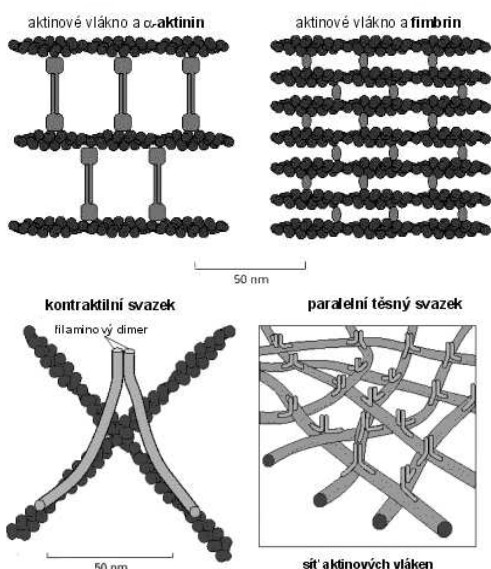 aktinové vlákno a α-aktinin
aktinové vlákno a fimbrin
50 nm
kontraktilní svazek
paralelní těsný svazek
filaminový dimer
50 nm
síť aktinových vláken